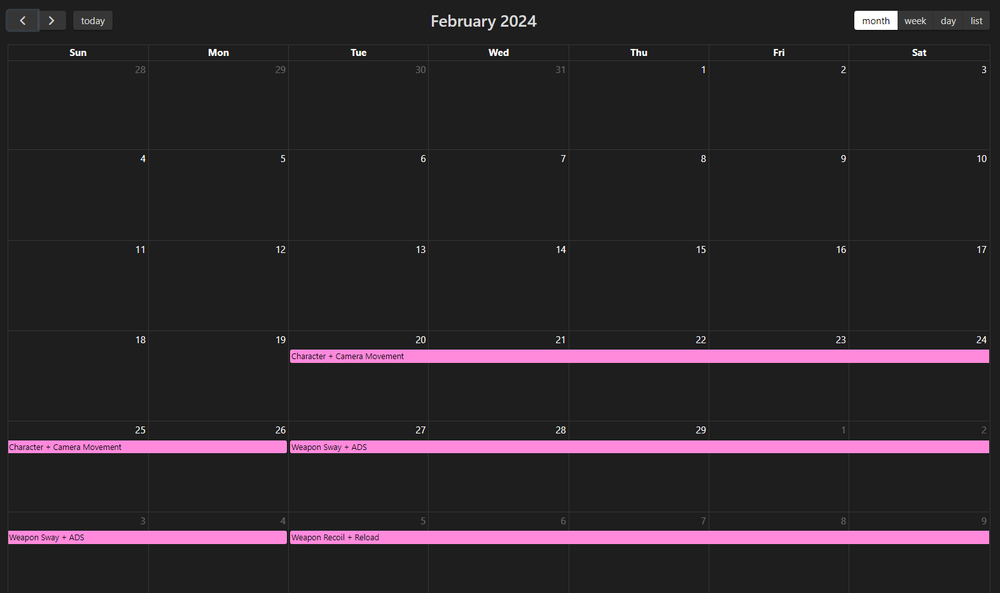 today
February 2024
month week day list
Sun Mon Tue Wed Thu Fri Sat
28 29 30 31 1 2 3
4 5 6 7 8 9 10
11 12 13 14 15 16 17
18 19 20 21 22 23 24
Character + Camera Movement
25 26 27 28 29 1 2
Character + Camera Movement Weapon Sway + ADS
3 4 5 6 7 8 9
Weapon Sway + ADS Weapon Recoil + Reload